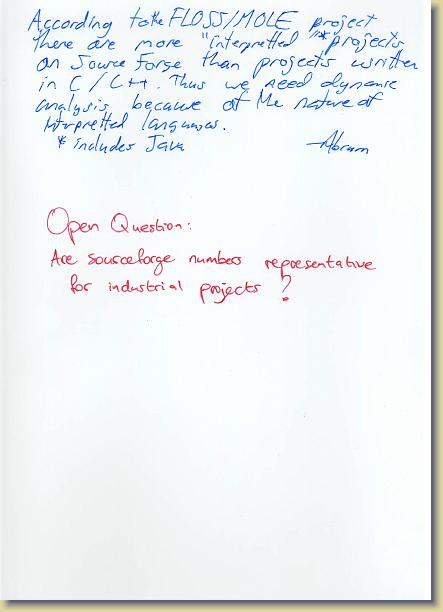 According to the FLOSS/MOLE project
there are more "interpretted"* projects
on Source Forge than projects written
in C/C++. Thus we need dynamic
analysis because of the nature of
interpretted languages.
* includes Java -Abram
Open Question:
Are sourceforge numbers representative
for industrial projects?